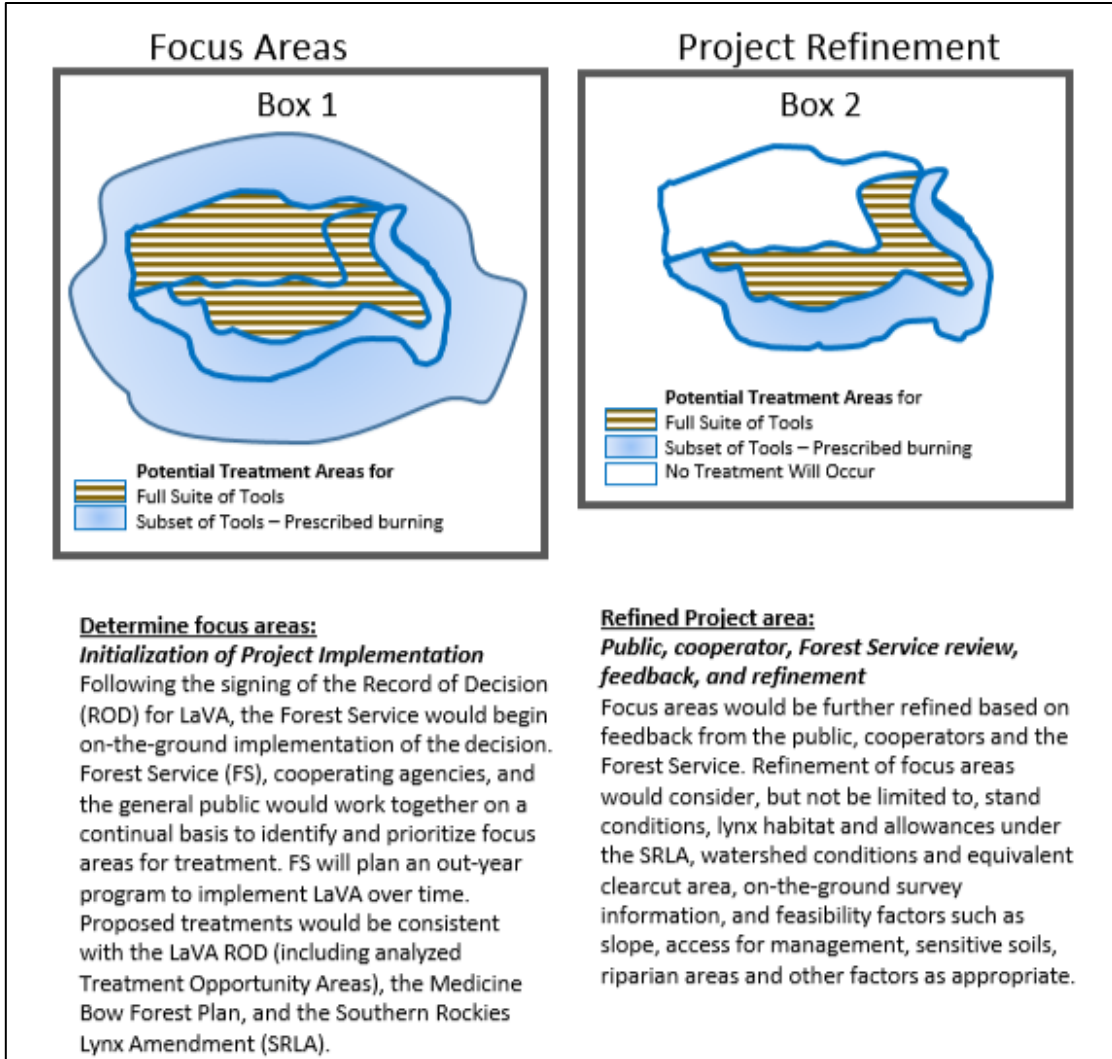 Focus Areas
Box 1
Potential Treatment Areas for
Full Suite of Tools
Subset of Tools – Prescribed burning
Determine focus areas:
Initialization of Project Implementation
Following the signing of the Record of Decision
(ROD) for LaVA, the Forest Service would begin
on-the-ground implementation of the decision.
Forest Service (FS), cooperating agencies, and
the general public would work together on a
continual basis to identify and prioritize focus
areas for treatment. FS will plan an out-year
program to implement LaVA over time.
Proposed treatments would be consistent
with the LaVA ROD (including analyzed
Treatment Opportunity Areas), the Medicine
Bow Forest Plan, and the Southern Rockies
Lynx Amendment (SRLA).
Project Refinement
Box 2
Potential Treatment Areas for
Full Suite of Tools
Subset of Tools – Prescribed burning
No Treatment Will Occur
Refined Project area:
Public, cooperator, Forest Service review,
feedback, and refinement
Focus areas would be further refined based on
feedback from the public, cooperators and the
Forest Service. Refinement of focus areas
would consider, but not be limited to, stand
conditions, lynx habitat and allowances under
the SRLA, watershed conditions and equivalent
clearcut area, on-the-ground survey
information, and feasibility factors such as
slope, access for management, sensitive soils,
riparian areas and other factors as appropriate.